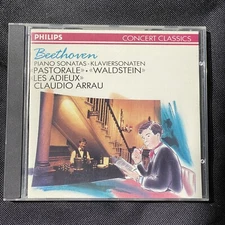 PHILIPS
CONCERT CLASSICS
Beethoven
PIANO SONATAS · KLAVIERSONATEN
«PASTORALE» · «WALDSTEIN»
«LES ADIEUX»
CLAUDIO ARRAU